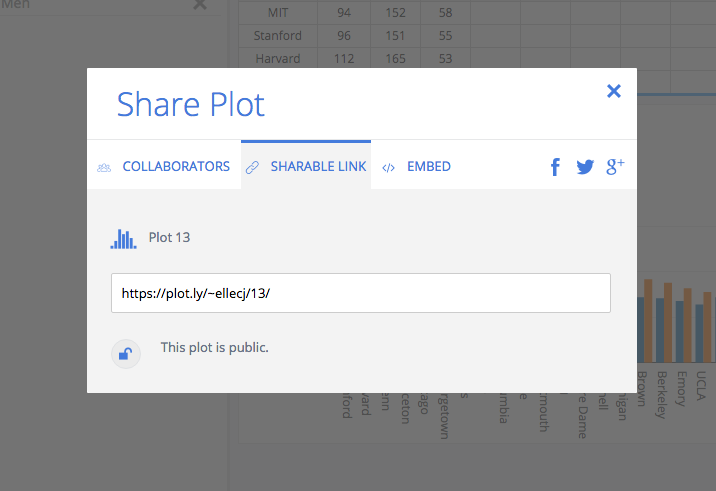 Men
MIT 94 152 58
Stanford 96 151 55
Harvard 112 165 53
Share Plot
COLLABORATORS SHARABLE LINK EMBED
Plot 13
https://plot.ly/~ellecj/13/
This plot is public.
Brown
Berkeley
Emory
UCLA